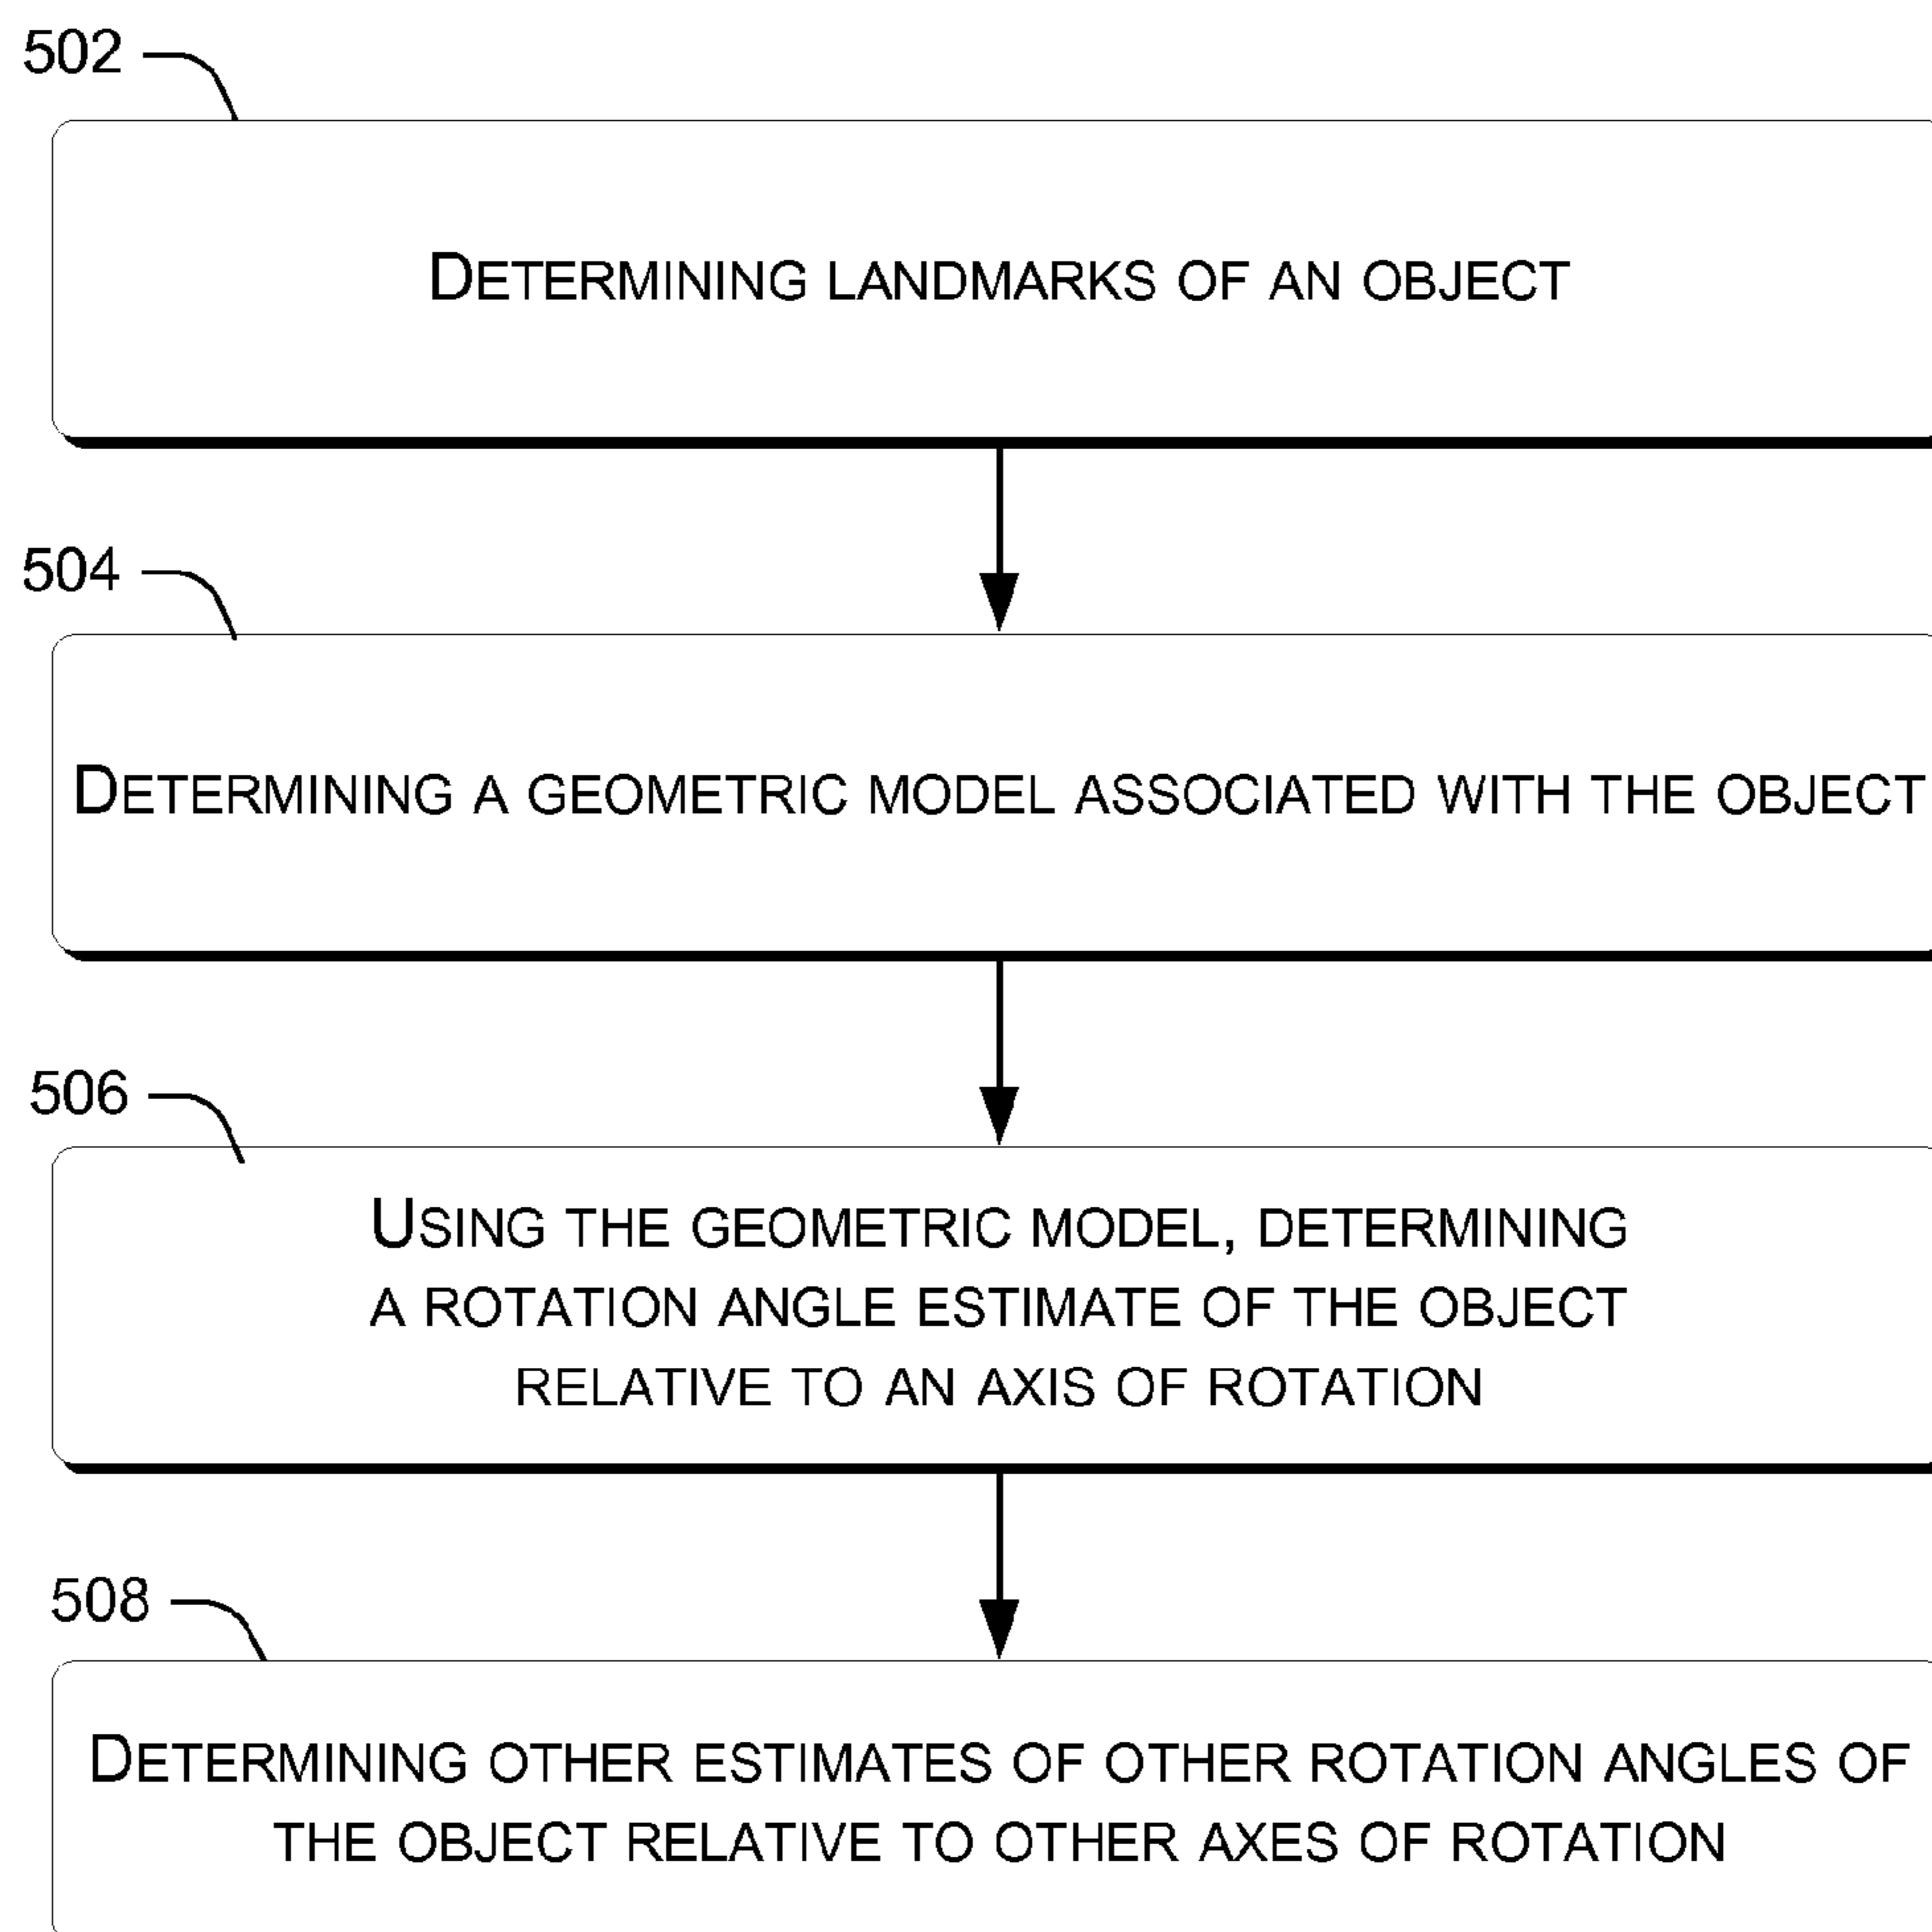 502
DETERMINING LANDMARKS OF AN OBJECT
504
DETERMINING A GEOMETRIC MODEL ASSOCIATED WITH THE OBJECT
506
USING THE GEOMETRIC MODEL, DETERMINING
A ROTATION ANGLE ESTIMATE OF THE OBJECT
RELATIVE TO AN AXIS OF ROTATION
508
DETERMINING OTHER ESTIMATES OF OTHER ROTATION ANGLES OF
THE OBJECT RELATIVE TO OTHER AXES OF ROTATION